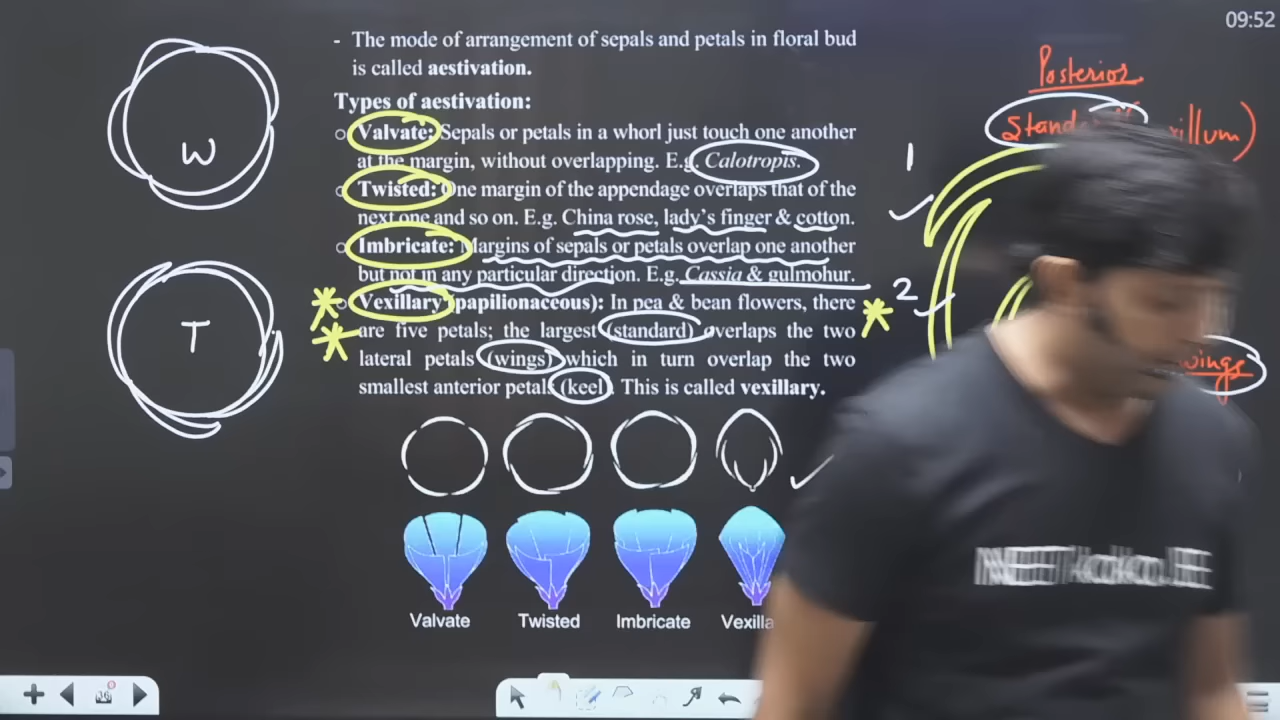 09:52
- The mode of arrangement of sepals and petals in floral bud
is called aestivation.
Types of aestivation:
Valvate: Sepals or petals in a whorl just touch one another
at the margin, without overlapping. E.g. Calotropis.
Twisted: One margin of the appendage overlaps that of the
next one and so on. E.g. China rose, lady's finger & cotton.
Imbricate: Margins of sepals or petals overlap one another
but not in any particular direction. E.g. Cassia & gulmohur.
Vexillary (papilionaceous): In pea & bean flowers, there
are five petals; the largest (standard) overlaps the two
lateral petals (wings) which in turn overlap the two
smallest anterior petals (keel). This is called vexillary.
Valvate Twisted Imbricate Vexilla
W
T
Posterior
Stand xillum)
1
2
wings